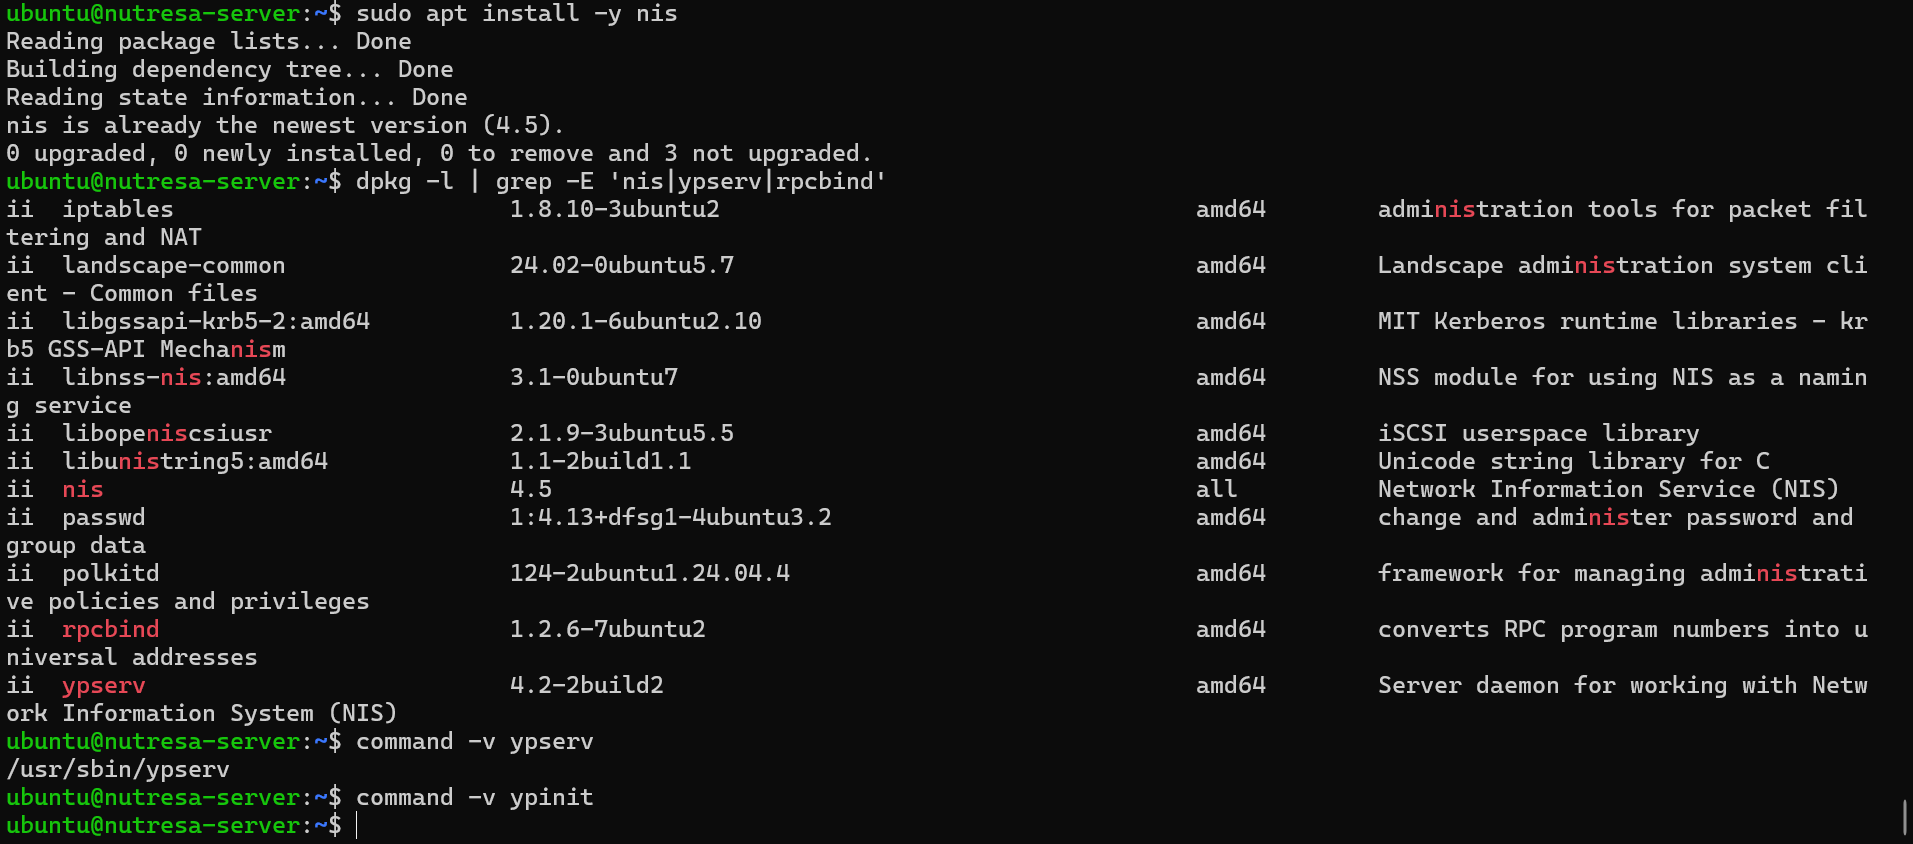 ubuntu@nutresa-server:~$ sudo apt install -y nis
Reading package lists... Done
Building dependency tree... Done
Reading state information... Done
nis is already the newest version (4.5).
0 upgraded, 0 newly installed, 0 to remove and 3 not upgraded.
ubuntu@nutresa-server:~$ dpkg -l | grep -E 'nis|ypserv|rpcbind'
ii  iptables                        1.8.10-3ubuntu2                                  amd64        administration tools for packet fil
tering and NAT
ii  landscape-common                24.02-0ubuntu5.7                                 amd64        Landscape administration system cli
ent - Common files
ii  libgssapi-krb5-2:amd64          1.20.1-6ubuntu2.10                               amd64        MIT Kerberos runtime libraries - kr
b5 GSS-API Mechanism
ii  libnss-nis:amd64                3.1-0ubuntu7                                     amd64        NSS module for using NIS as a namin
g service
ii  libopeniscsiusr                 2.1.9-3ubuntu5.5                                 amd64        iSCSI userspace library
ii  libunistring5:amd64             1.1-2build1.1                                    amd64        Unicode string library for C
ii  nis                             4.5                                              all          Network Information Service (NIS)
ii  passwd                          1:4.13+dfsg1-4ubuntu3.2                          amd64        change and administer password and
group data
ii  polkitd                         124-2ubuntu1.24.04.4                             amd64        framework for managing administrati
ve policies and privileges
ii  rpcbind                         1.2.6-7ubuntu2                                   amd64        converts RPC program numbers into u
niversal addresses
ii  ypserv                          4.2-2build2                                      amd64        Server daemon for working with Netw
ork Information System (NIS)
ubuntu@nutresa-server:~$ command -v ypserv
/usr/sbin/ypserv
ubuntu@nutresa-server:~$ command -v ypinit
ubuntu@nutresa-server:~$